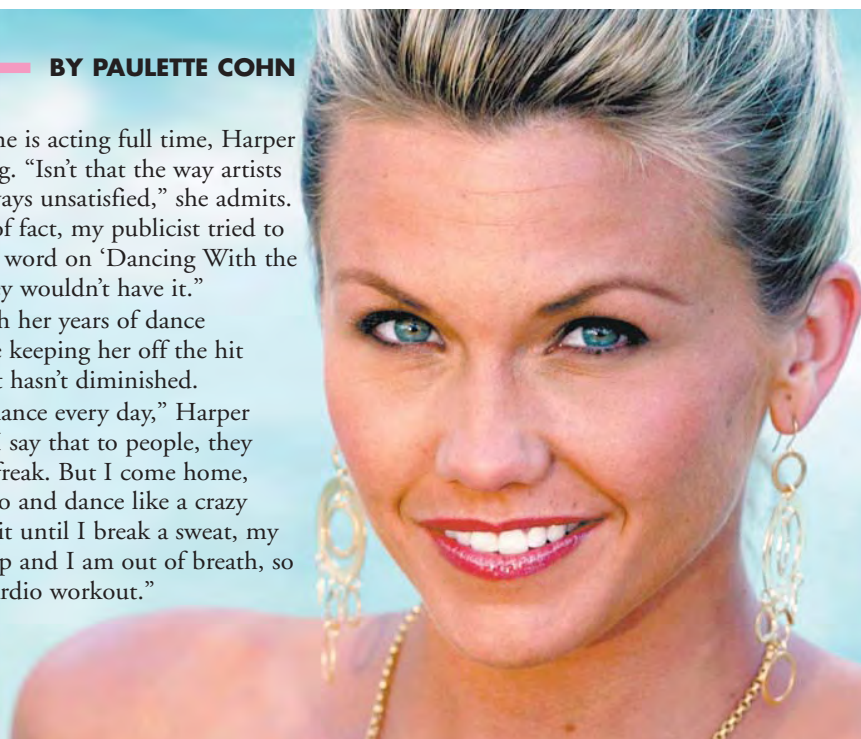 BY PAULETTE COHN
ne is acting full time, Harper
g. “Isn’t that the way artists
ays unsatisfied,” she admits.
of fact, my publicist tried to
word on ‘Dancing With the
y wouldn’t have it.”
h her years of dance
e keeping her off the hit
t hasn’t diminished.
lance every day,” Harper
I say that to people, they
freak. But I come home,
o and dance like a crazy
it until I break a sweat, my
p and I am out of breath, so
ardio workout.”